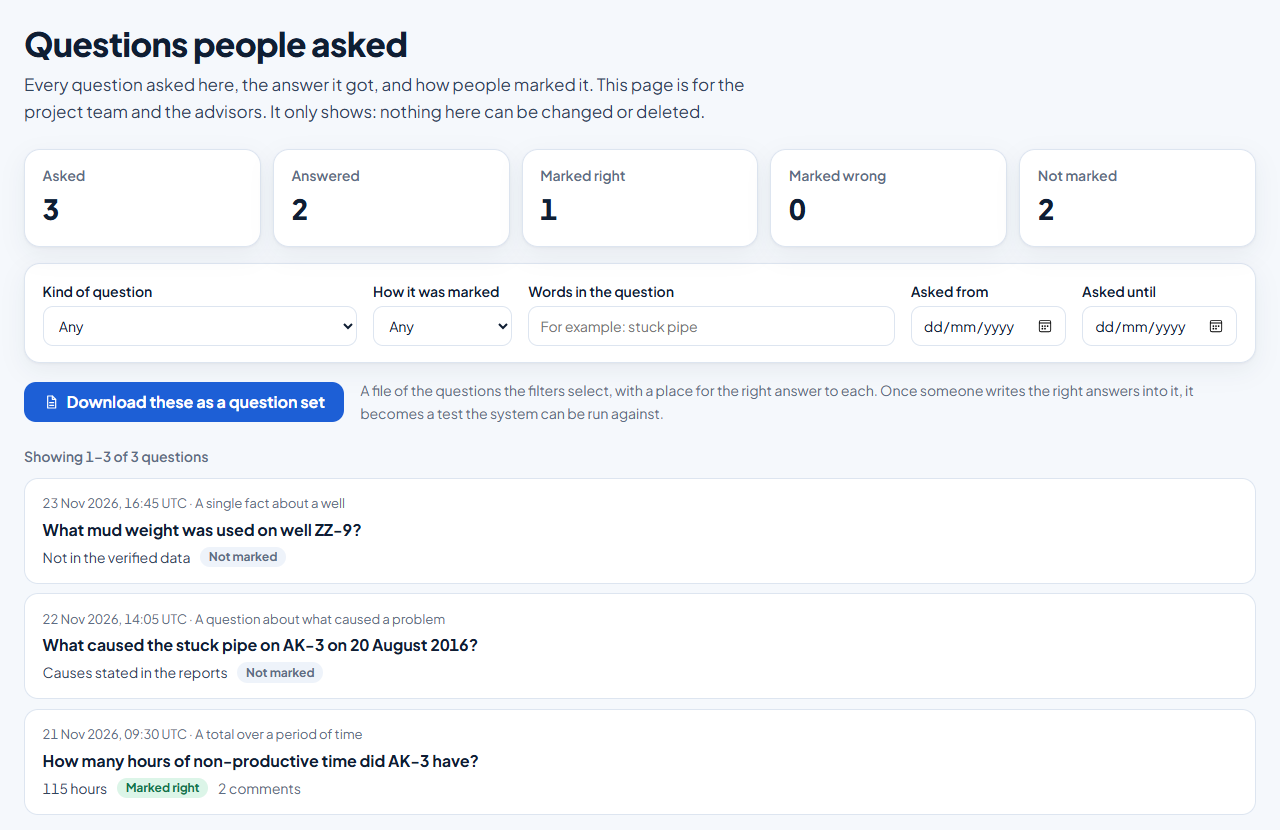 Questions people asked
Every question asked here, the answer it got, and how people marked it. This page is for the
project team and the advisors. It only shows: nothing here can be changed or deleted.
Asked
3
Answered
2
Marked right
1
Marked wrong
0
Not marked
2
Kind of question
Any
How it was marked
Any
Words in the question
For example: stuck pipe
Asked from
dd/mm/yyyy
Asked until
dd/mm/yyyy
Download these as a question set
A file of the questions the filters select, with a place for the right answer to each. Once someone writes the right answers into it, it
becomes a test the system can be run against.
Showing 1–3 of 3 questions
23 Nov 2026, 16:45 UTC · A single fact about a well
What mud weight was used on well ZZ-9?
Not in the verified data Not marked
22 Nov 2026, 14:05 UTC · A question about what caused a problem
What caused the stuck pipe on AK-3 on 20 August 2016?
Causes stated in the reports Not marked
21 Nov 2026, 09:30 UTC · A total over a period of time
How many hours of non-productive time did AK-3 have?
115 hours Marked right 2 comments